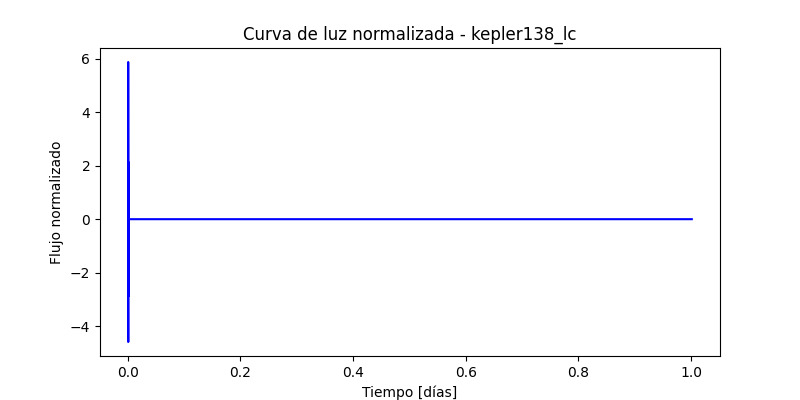 Curva de luz normalizada - kepler138_lc
Flujo normalizado
6
4
2
0
−2
−4
0.0 0.2 0.4 0.6 0.8 1.0
Tiempo [días]